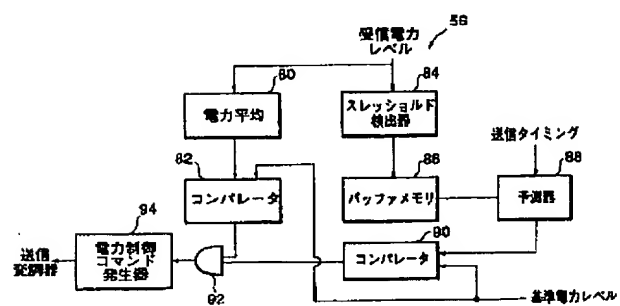 受信電力
レベル
56
80
84
電力平均
スレッショルド
検出器
送信タイミング
82
86
88
コンパレータ
バッファメモリ
予測器
94
90
電力制御
コマンド
発生器
コンパレータ
送信
変調器
92
基準電力レベル